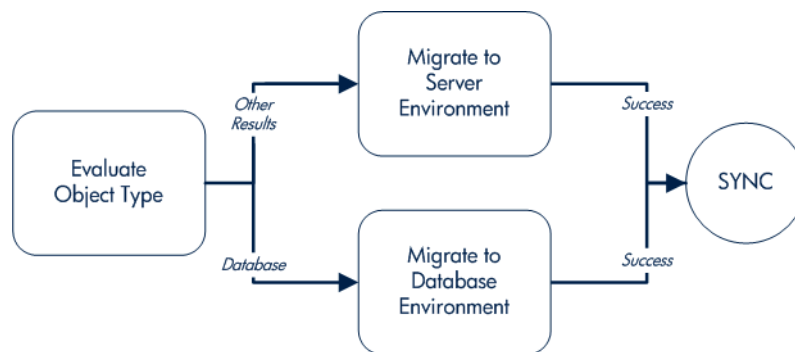 Evaluate
Object Type
Other
Results
Database
Migrate to
Server
Environment
Migrate to
Database
Environment
Success
Success
SYNC